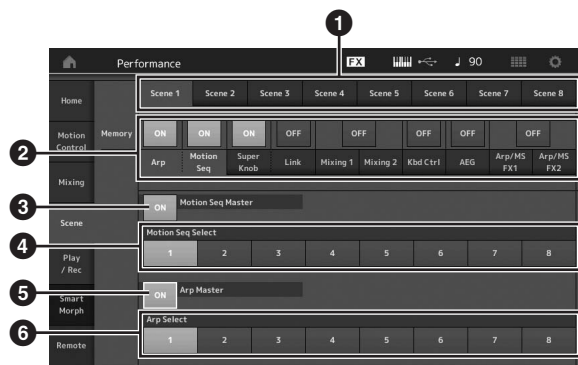 1
Performance FX 90
Home
Scene 1 Scene 2 Scene 3 Scene 4 Scene 5 Scene 6 Scene 7 Scene 8
Motion
Control
Memory
ON ON ON OFF OFF OFF OFF OFF
2
Arp Motion
Seq Super
Knob Link Mixing 1 Mixing 2 Kbd Ctrl AEG Arp/MS
FX1 Arp/MS
FX2
Mixing
3
ON Motion Seq Master
Scene
4
Motion Seq Select
1 2 3 4 5 6 7 8
Play
/ Rec
5
ON Arp Master
Smart
Morph
6
Arp Select
1 2 3 4 5 6 7 8
Remote